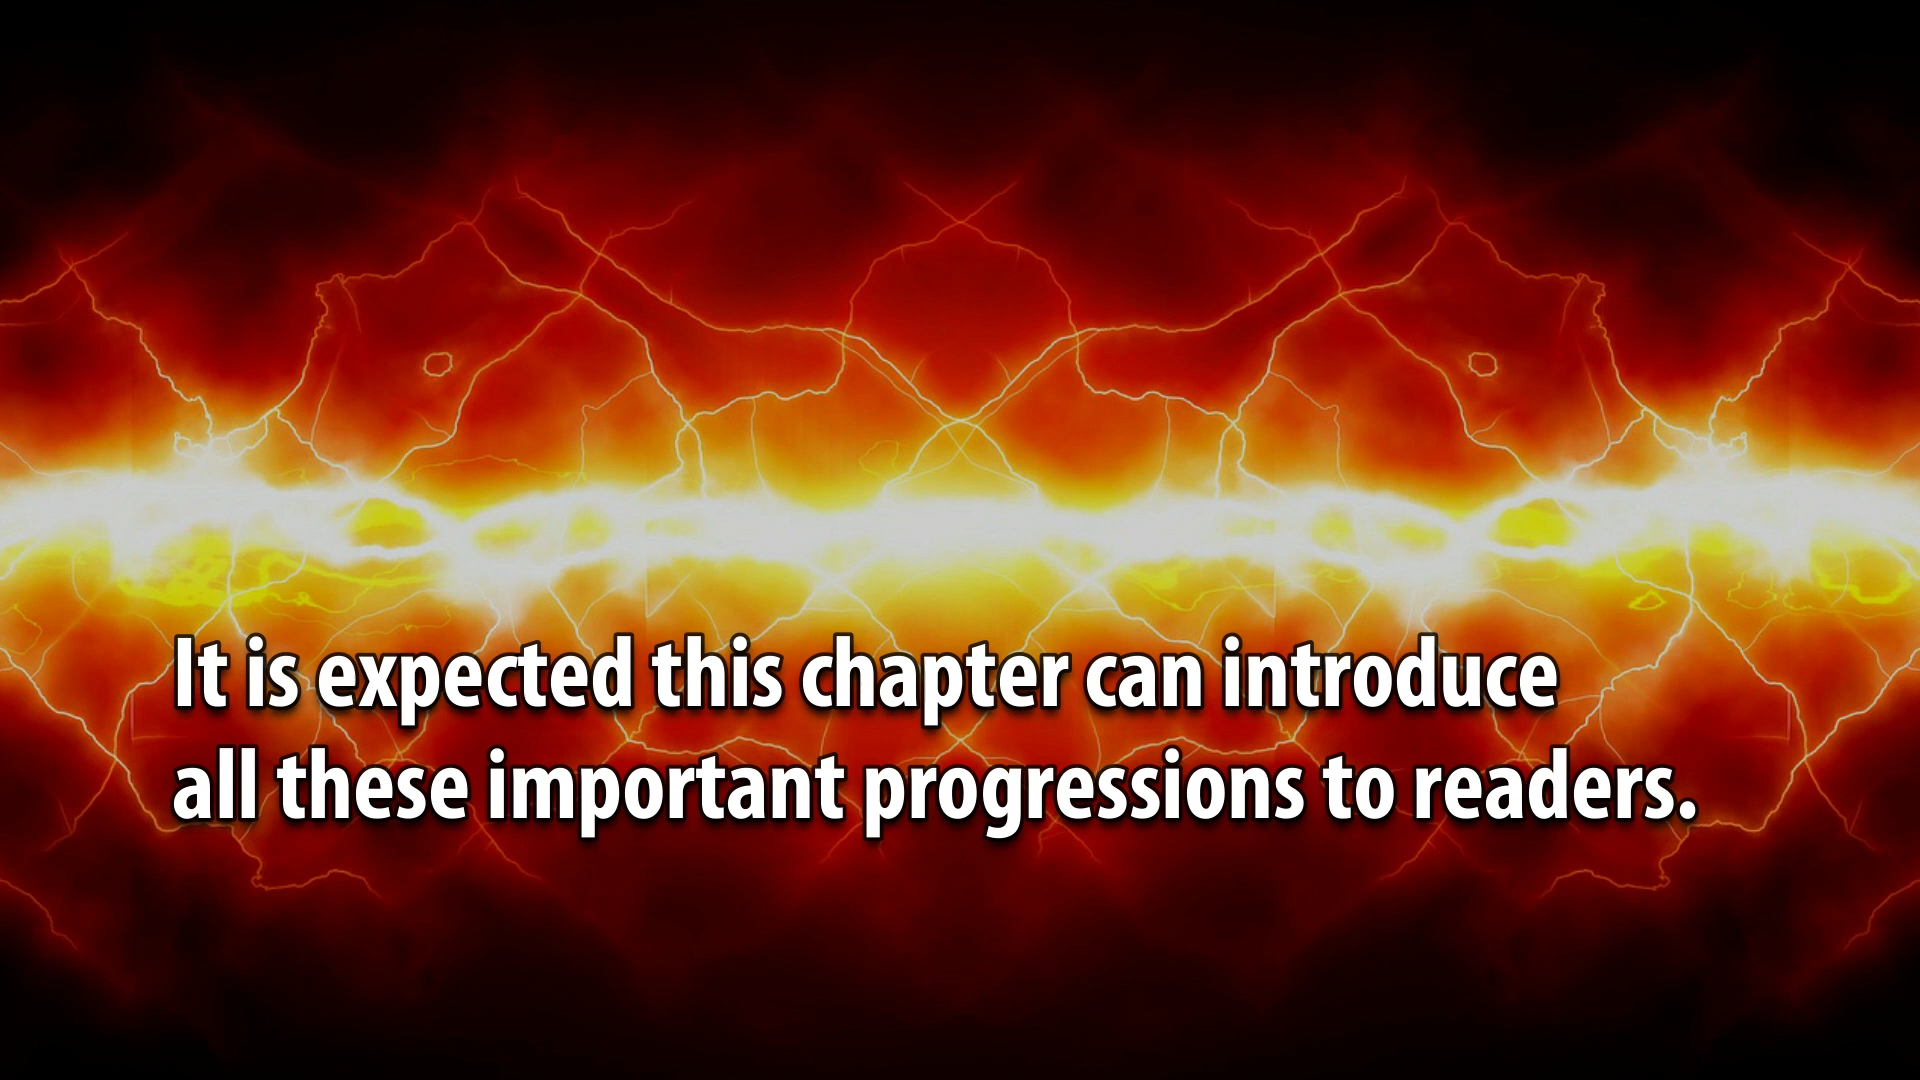 It is expected this chapter can introduce
all these important progressions to readers.